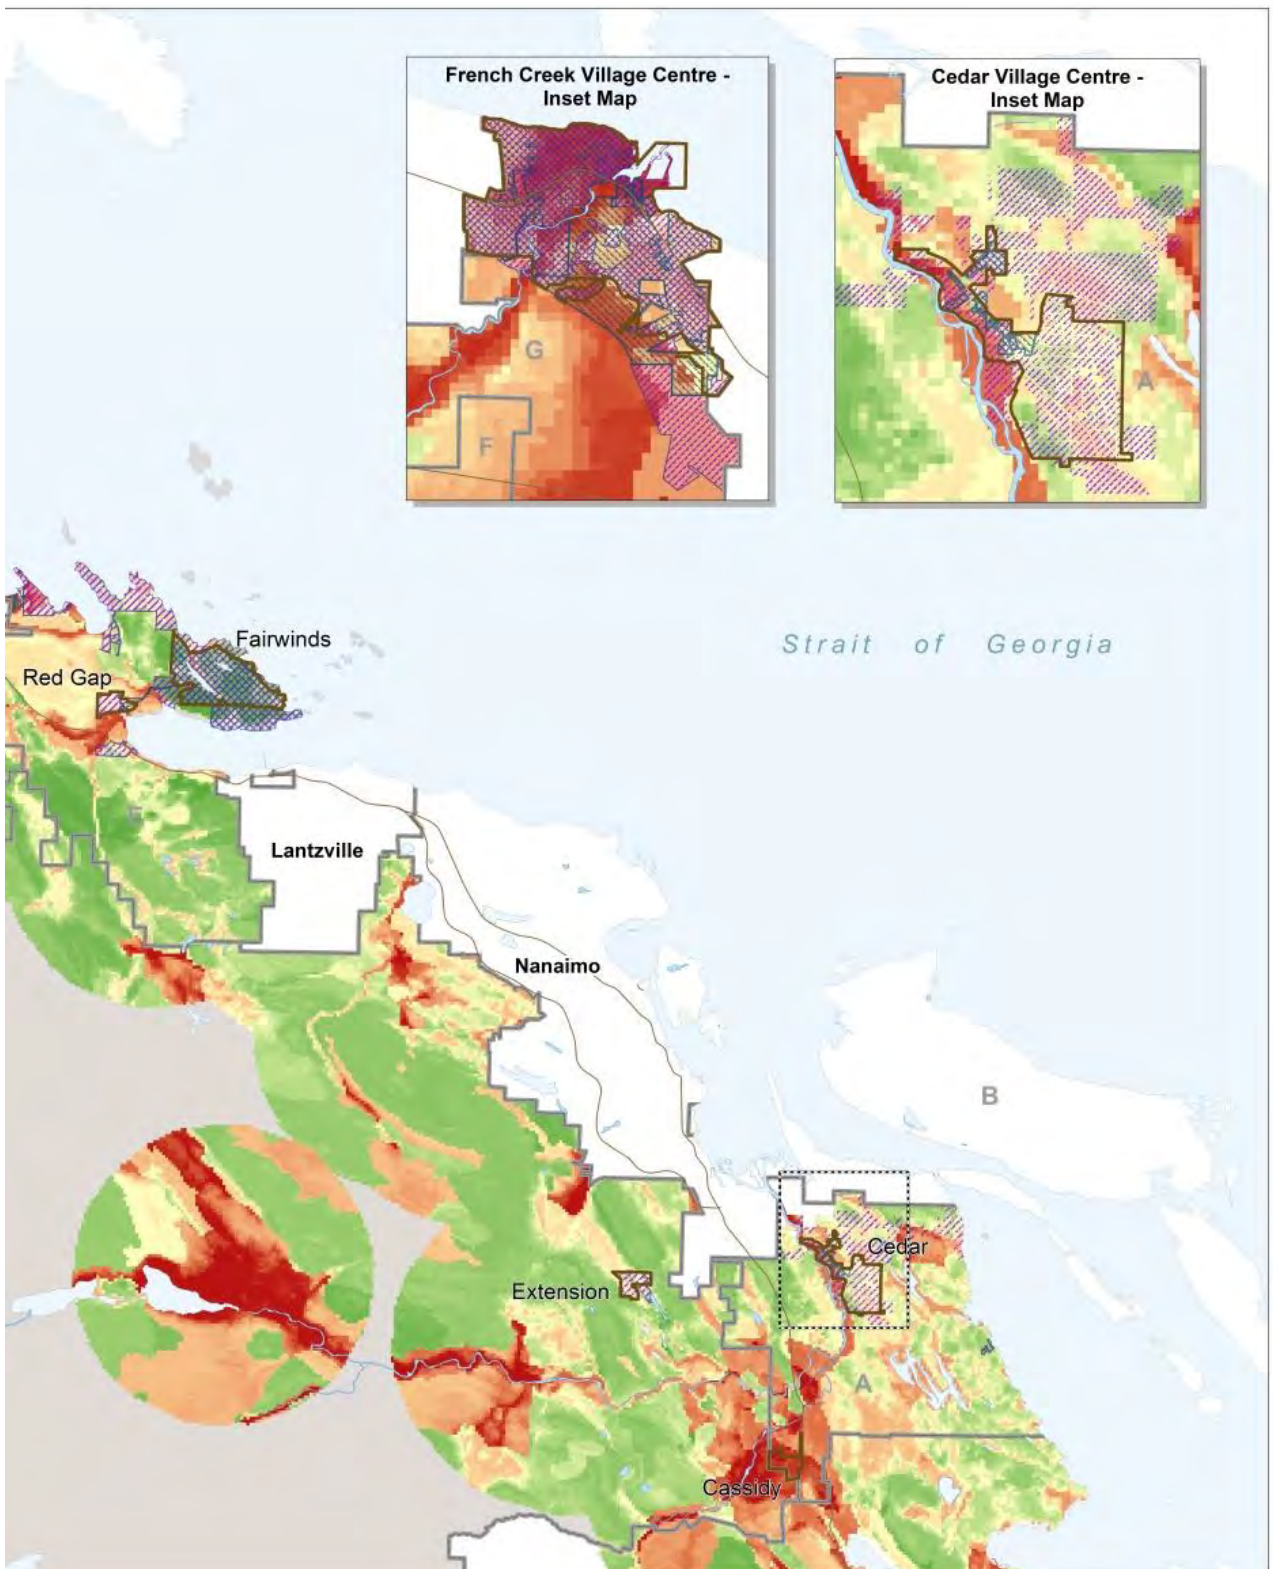 French Creek Village Centre -
Inset Map
G
F
Cedar Village Centre -
Inset Map
A
Fairwinds
Red Gap
Strait of Georgia
E
Lantzville
Nanaimo
B
Cedar
Extension
A
Cassidy